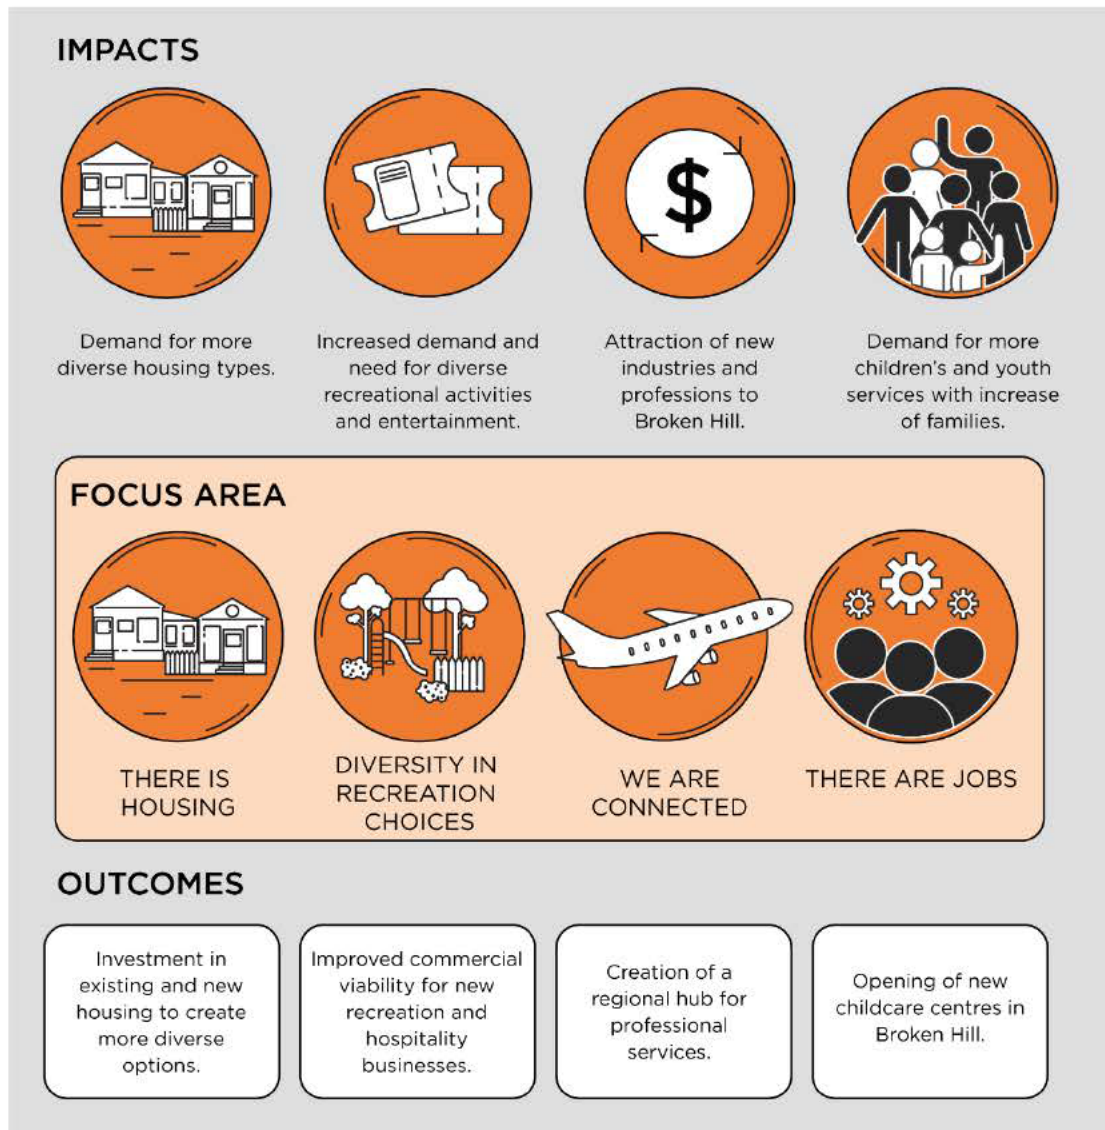 IMPACTS
$
Demand for more
diverse housing types.
Increased demand and
need for diverse
recreational activities
and entertainment.
Attraction of new
industries and
professions to
Broken Hill.
Demand for more
children's and youth
services with increase
of families.
FOCUS AREA
THERE IS
HOUSING
DIVERSITY IN
RECREATION
CHOICES
WE ARE
CONNECTED
THERE ARE JOBS
OUTCOMES
Investment in
existing and new
housing to create
more diverse
options.
Improved commercial
viability for new
recreation and
hospitality
businesses.
Creation of a
regional hub for
professional
services.
Opening of new
childcare centres in
Broken Hill.